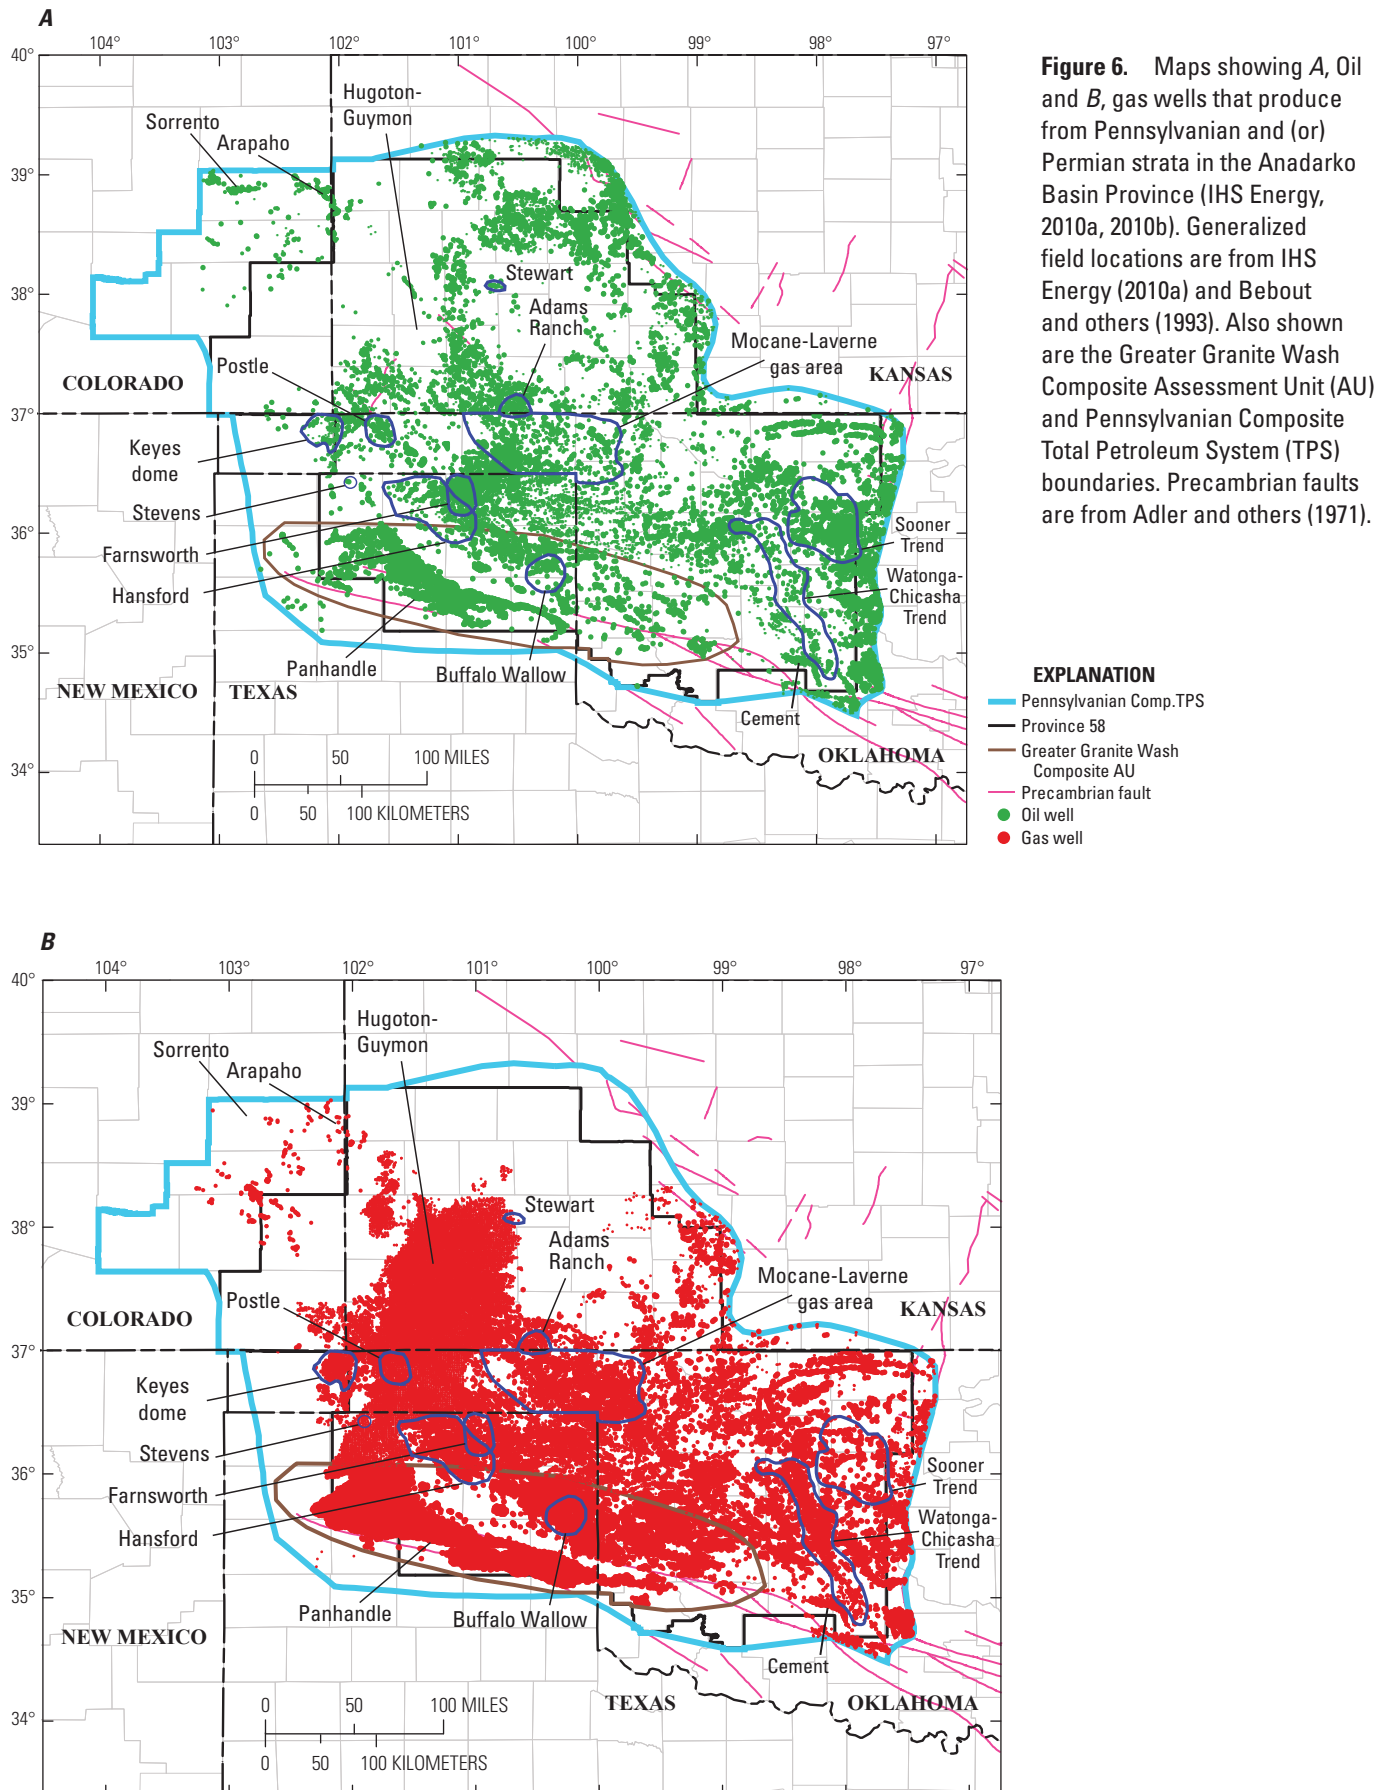 A
104° 103° 102° 101° 100° 99° 98° 97°
40°
39°
38°
37°
36°
35°
34°
Hugoton-
Guymon
Sorrento
Arapaho
Stewart
Adams
Ranch
Mocane-Laverne
gas area
Postle
COLORADO
KANSAS
Keyes
dome
Stevens
Farnsworth
Hansford
Sooner
Trend
Watonga-
Chicasha
Trend
Panhandle
Buffalo Wallow
NEW MEXICO
TEXAS
Cement
OKLAHOMA
0 50 100 MILES
0 50 100 KILOMETERS
Figure 6. Maps showing A, Oil
and B, gas wells that produce
from Pennsylvanian and (or)
Permian strata in the Anadarko
Basin Province (IHS Energy,
2010a, 2010b). Generalized
field locations are from IHS
Energy (2010a) and Bebout
and others (1993). Also shown
are the Greater Granite Wash
Composite Assessment Unit (AU)
and Pennsylvanian Composite
Total Petroleum System (TPS)
boundaries. Precambrian faults
are from Adler and others (1971).
EXPLANATION
Pennsylvanian Comp.TPS
Province 58
Greater Granite Wash
Composite AU
Precambrian fault
Oil well
Gas well
B
104° 103° 102° 101° 100° 99° 98° 97°
40°
39°
38°
37°
36°
35°
34°
Hugoton-
Guymon
Sorrento
Arapaho
Stewart
Adams
Ranch
Mocane-Laverne
gas area
Postle
COLORADO
KANSAS
Keyes
dome
Stevens
Farnsworth
Hansford
Sooner
Trend
Watonga-
Chicasha
Trend
Panhandle
Buffalo Wallow
NEW MEXICO
Cement
TEXAS
OKLAHOMA
0 50 100 MILES
0 50 100 KILOMETERS